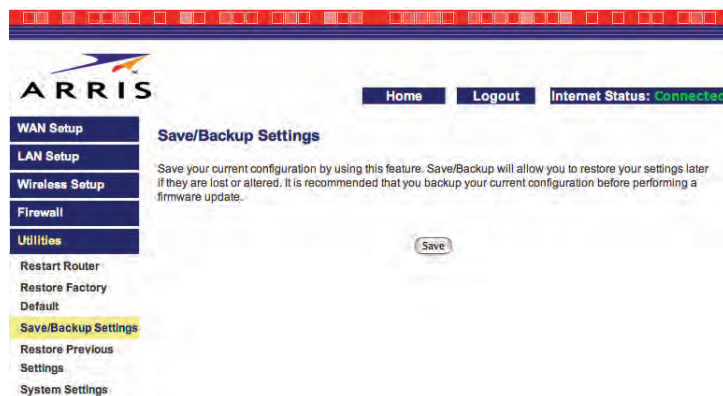 ARRIS
Home
Logout
Internet Status: Connected
WAN Setup
LAN Setup
Wireless Setup
Firewall
Utilities
Restart Router
Restore Factory
Default
Save/Backup Settings
Restore Previous
Settings
System Settings
Save/Backup Settings
Save your current configuration by using this feature. Save/Backup will allow you to restore your settings later
if they are lost or altered. It is recommended that you backup your current configuration before performing a
firmware update.
Save